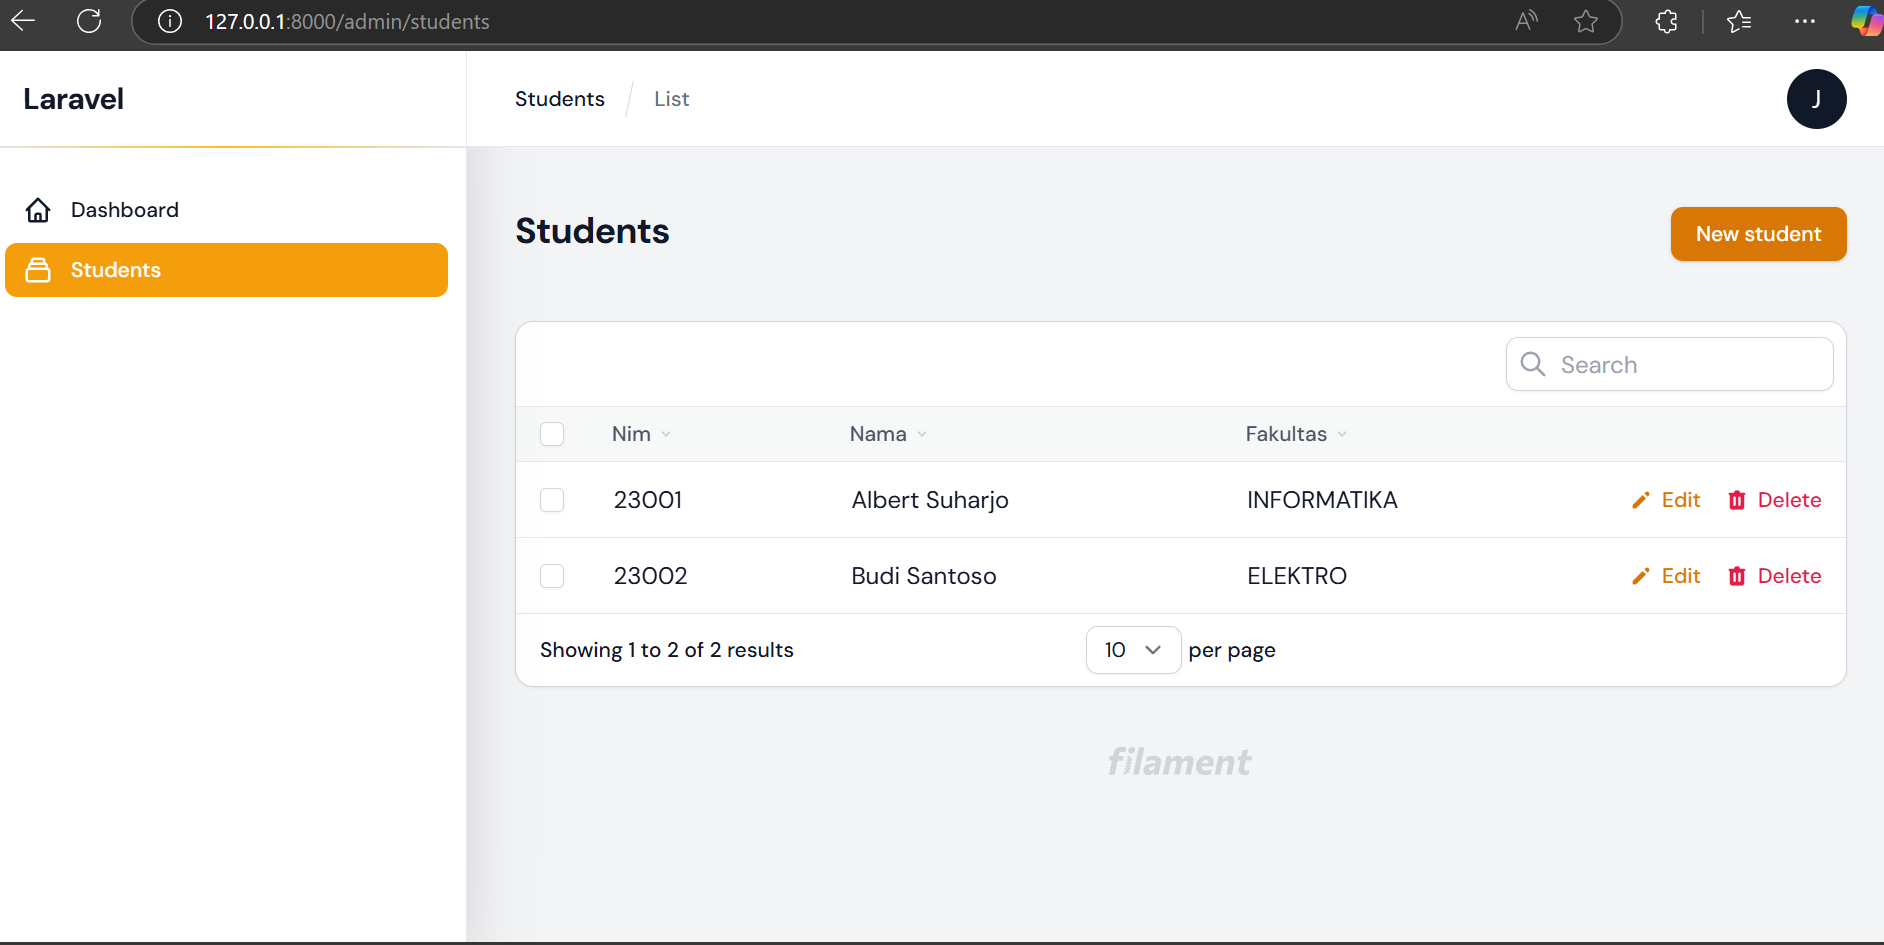 127.0.0.1:8000/admin/students
Laravel
Students / List
J
Dashboard
Students
Students
New student
Search
Nim Nama Fakultas
23001 Albert Suharjo INFORMATIKA Edit Delete
23002 Budi Santoso ELEKTRO Edit Delete
Showing 1 to 2 of 2 results 10 per page
filament